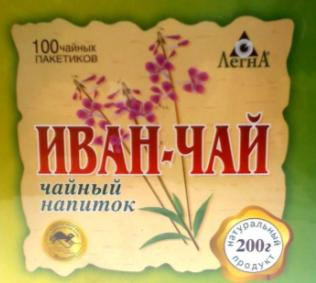 100 чайных
пакетиков
ЛегнА®
ИВАН-ЧАЙ
чайный
напиток
натуральный
200г
продукт